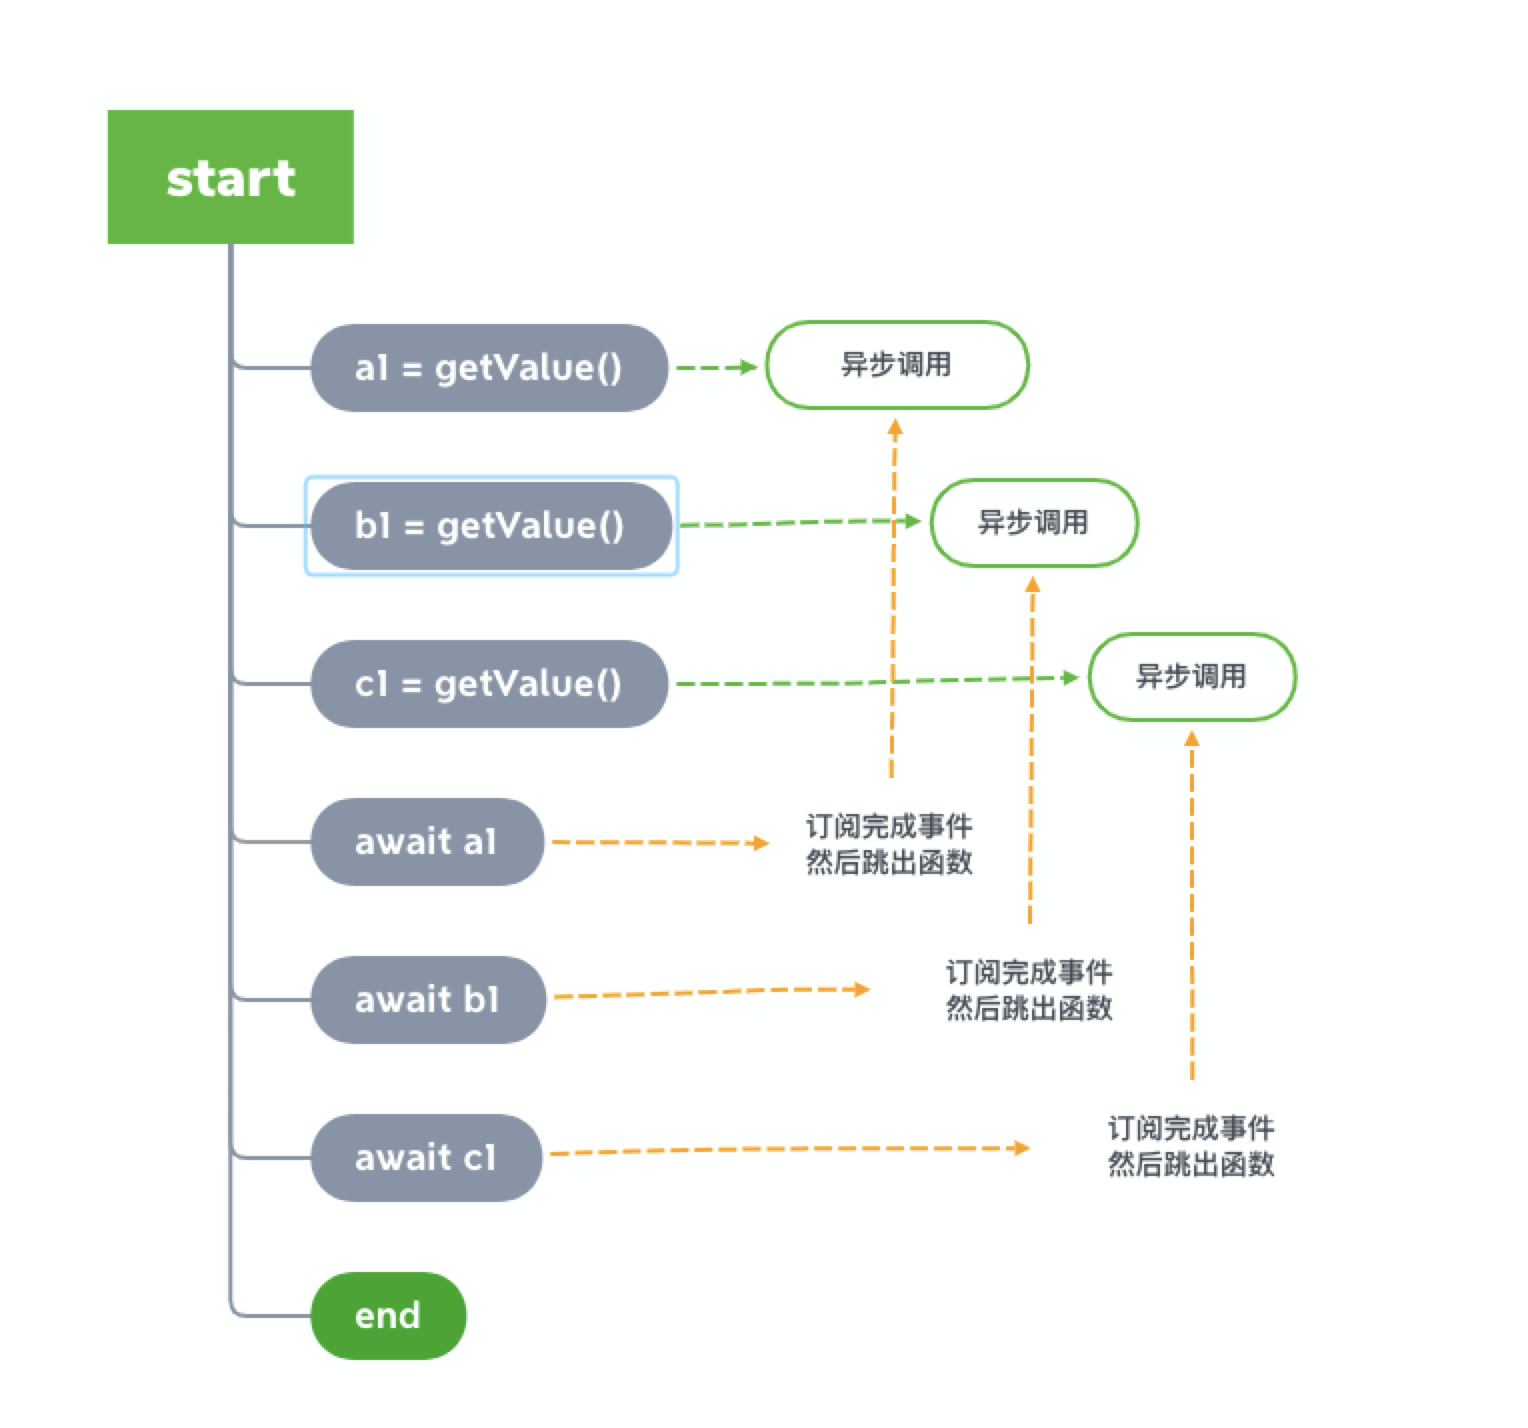 start
a1 = getValue()
异步调用
b1 = getValue()
异步调用
c1 = getValue()
异步调用
await a1
订阅完成事件
然后跳出函数
await b1
订阅完成事件
然后跳出函数
await c1
订阅完成事件
然后跳出函数
end